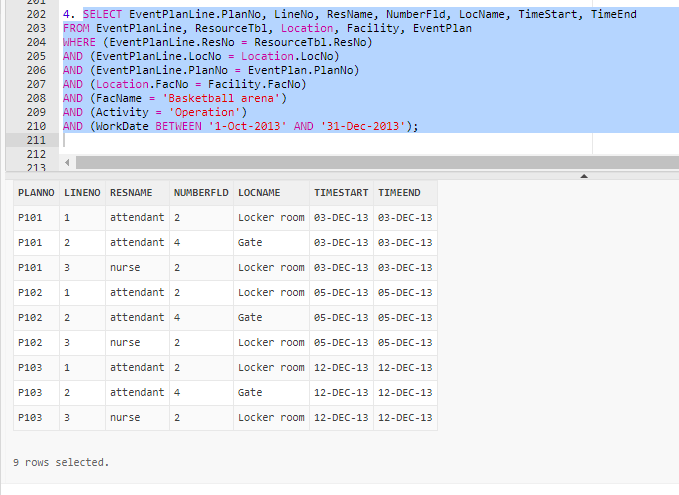 201
202 4. SELECT EventPlanLine.PlanNo, LineNo, ResName, NumberFld, LocName, TimeStart, TimeEnd
203 FROM EventPlanLine, ResourceTbl, Location, Facility, EventPlan
204 WHERE (EventPlanLine.ResNo = ResourceTbl.ResNo)
205 AND (EventPlanLine.LocNo = Location.LocNo)
206 AND (EventPlanLine.PlanNo = EventPlan.PlanNo)
207 AND (Location.FacNo = Facility.FacNo)
208 AND (FacName = 'Basketball arena')
209 AND (Activity = 'Operation')
210 AND (WorkDate BETWEEN '1-Oct-2013' AND '31-Dec-2013');
211
212
213
PLANNO LINENO RESNAME NUMBERFLD LOCNAME TIMESTART TIMEEND
P101 1 attendant 2 Locker room 03-DEC-13 03-DEC-13
P101 2 attendant 4 Gate 03-DEC-13 03-DEC-13
P101 3 nurse 2 Locker room 03-DEC-13 03-DEC-13
P102 1 attendant 2 Locker room 05-DEC-13 05-DEC-13
P102 2 attendant 4 Gate 05-DEC-13 05-DEC-13
P102 3 nurse 2 Locker room 05-DEC-13 05-DEC-13
P103 1 attendant 2 Locker room 12-DEC-13 12-DEC-13
P103 2 attendant 4 Gate 12-DEC-13 12-DEC-13
P103 3 nurse 2 Locker room 12-DEC-13 12-DEC-13
9 rows selected.